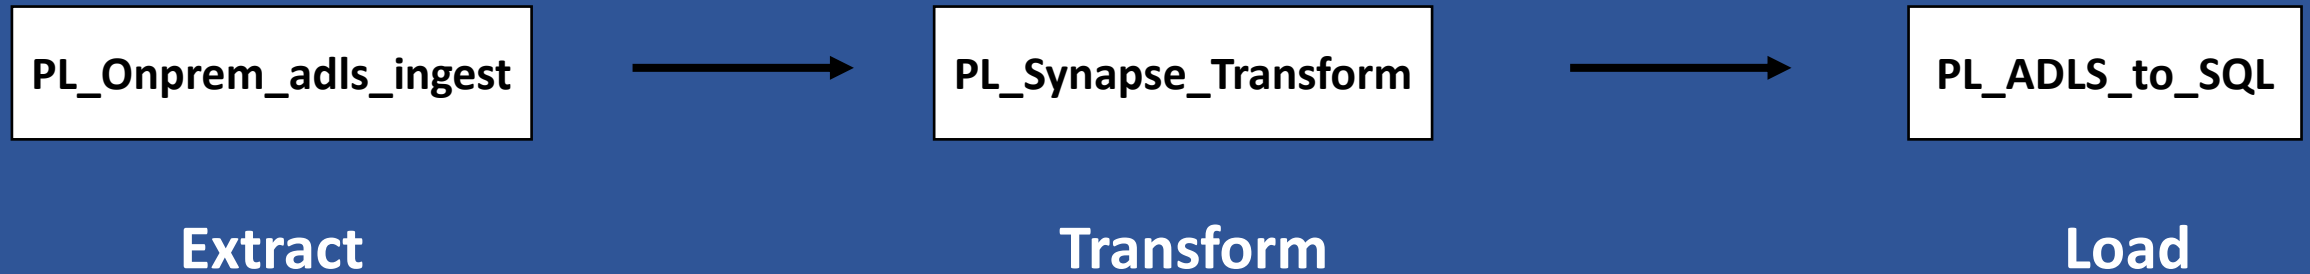 PL_Onprem_adls_ingest
PL_Synapse_Transform
PL_ADLS_to_SQL
Extract
Transform
Load